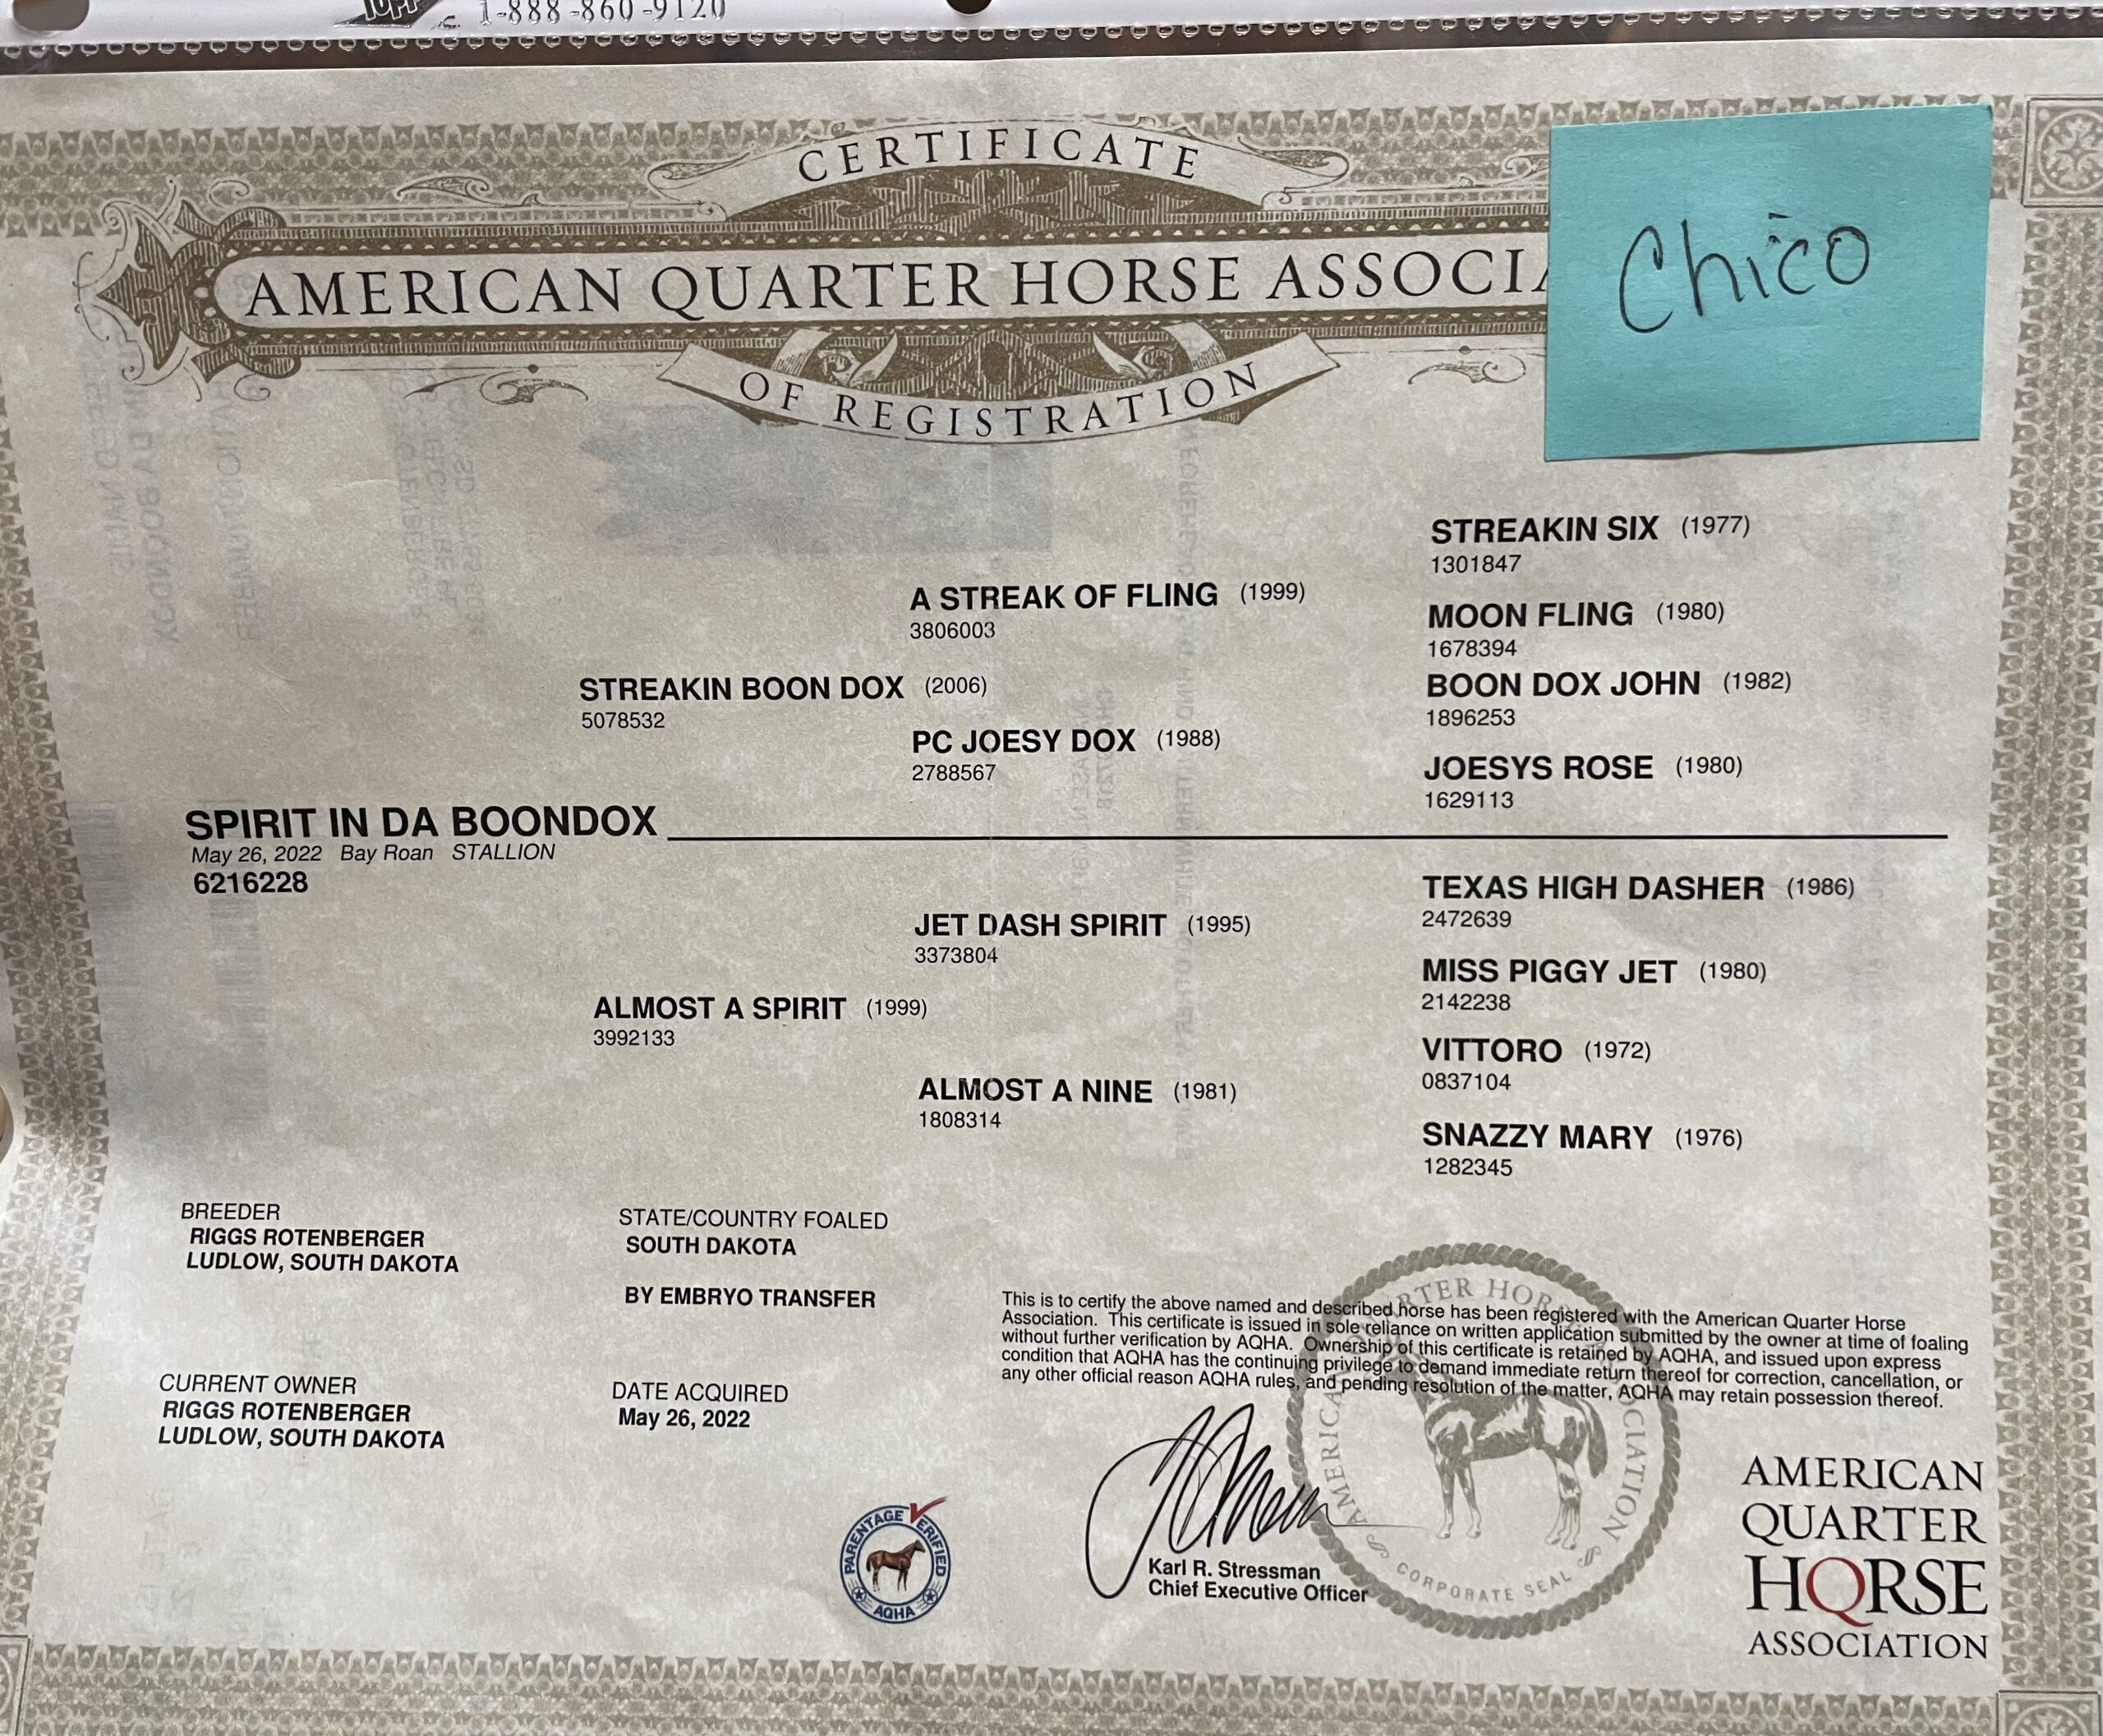 1-888-860-9120
CERTIFICATE
AMERICAN QUARTER HORSE ASSOCIA
OF REGISTRATION
Chico
STREAKIN SIX (1977)
1301847
A STREAK OF FLING (1999)
3806003
MOON FLING (1980)
1678394
STREAKIN BOON DOX (2006)
5078532
BOON DOX JOHN (1982)
1896253
PC JOESY DOX (1988)
2788567
JOESYS ROSE (1980)
1629113
SPIRIT IN DA BOONDOX
May 26, 2022 Bay Roan STALLION
6216228
TEXAS HIGH DASHER (1986)
2472639
JET DASH SPIRIT (1995)
3373804
MISS PIGGY JET (1980)
2142238
ALMOST A SPIRIT (1999)
3992133
VITTORO (1972)
0837104
ALMOST A NINE (1981)
1808314
SNAZZY MARY (1976)
1282345
BREEDER
RIGGS ROTENBERGER
LUDLOW, SOUTH DAKOTA
STATE/COUNTRY FOALED
SOUTH DAKOTA
BY EMBRYO TRANSFER
CURRENT OWNER
RIGGS ROTENBERGER
LUDLOW, SOUTH DAKOTA
DATE ACQUIRED
May 26, 2022
This is to certify the above named and described horse has been registered with the American Quarter Horse
Association. This certificate is issued in sole reliance on written application submitted by the owner at time of foaling
without further verification by AQHA. Ownership of this certificate is retained by AQHA, and issued upon express
condition that AQHA has the continuing privilege to demand immediate return thereof for correction, cancellation, or
any other official reason AQHA rules, and pending resolution of the matter, AQHA may retain possession thereof.
Karl R. Stressman
Chief Executive Officer
PARENTAGE VERIFIED
AQHA
AMERICAN QUARTER HORSE ASSOCIATION
CORPORATE SEAL
AMERICAN
QUARTER
HORSE
ASSOCIATION